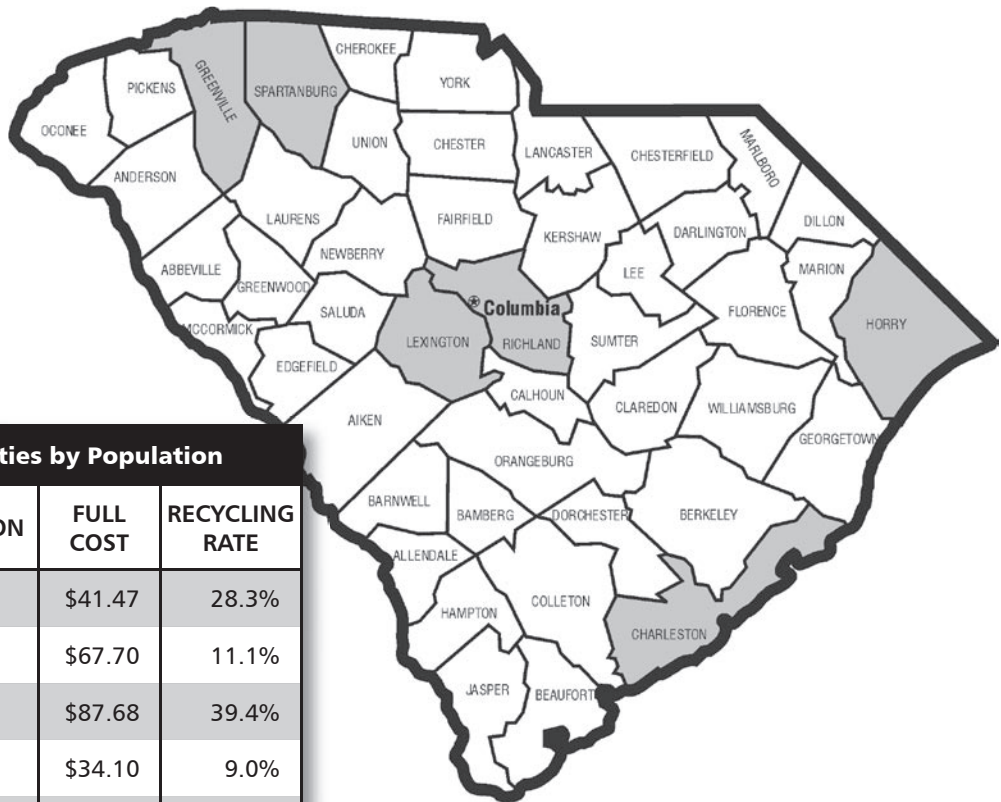 CHEROKEE
YORK
PICKENS
GREENVILLE
SPARTANBURG
OCONEE
UNION
CHESTER
LANCASTER
CHESTERFIELD
MARLBORO
ANDERSON
LAURENS
FAIRFIELD
DILLON
NEWBERRY
KERSHAW
DARLINGTON
ABBEVILLE
GREENWOOD
LEE
MARION
SALUDA
Columbia
FLORENCE
HORRY
MCCORMICK
LEXINGTON
RICHLAND
SUMTER
EDGEFIELD
CALHOUN
AIKEN
CLAREDON
WILLIAMSBURG
GEORGETOWN
ORANGEBURG
BARNWELL
BAMBERG
DORCHESTER
BERKELEY
ALLENDALE
HAMPTON
COLLETON
CHARLESTON
JASPER
BEAUFORT
ties by Population
ON FULL COST RECYCLING RATE
$41.47 28.3%
$67.70 11.1%
$87.68 39.4%
$34.10 9.0%